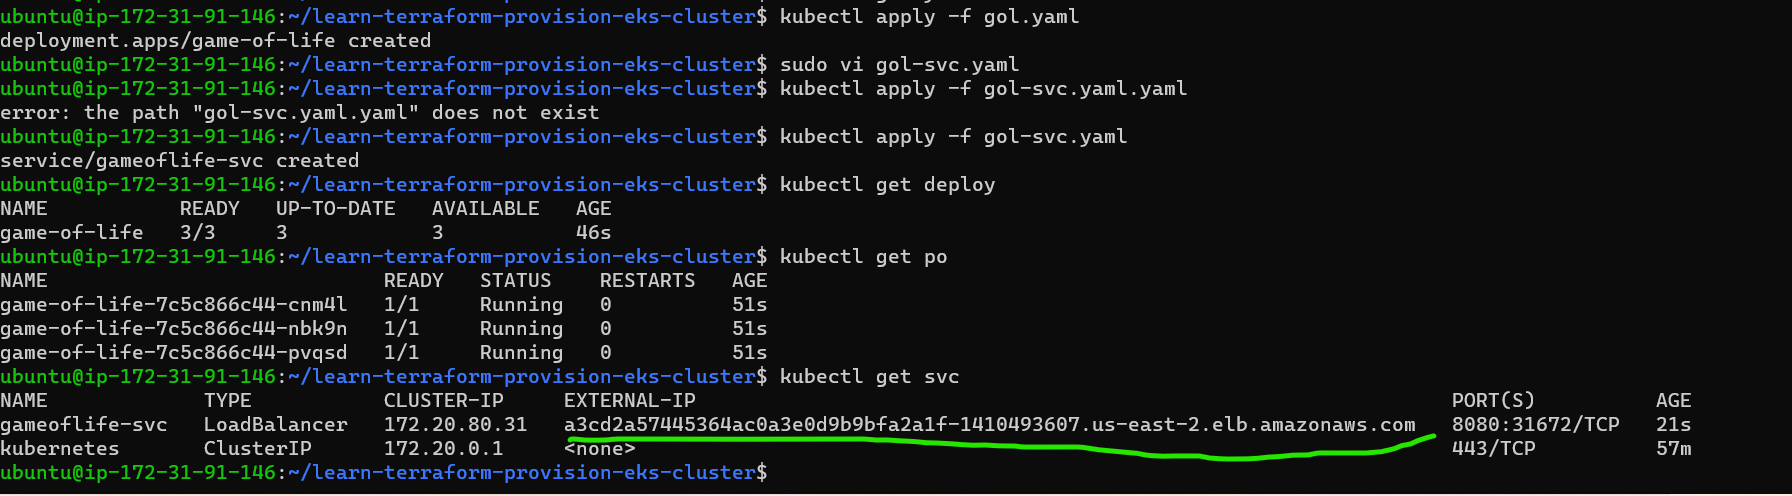 ubuntu@ip-172-31-91-146:~/learn-terraform-provision-eks-cluster$ kubectl apply -f gol.yaml
deployment.apps/game-of-life created
ubuntu@ip-172-31-91-146:~/learn-terraform-provision-eks-cluster$ sudo vi gol-svc.yaml
ubuntu@ip-172-31-91-146:~/learn-terraform-provision-eks-cluster$ kubectl apply -f gol-svc.yaml.yaml
error: the path "gol-svc.yaml.yaml" does not exist
ubuntu@ip-172-31-91-146:~/learn-terraform-provision-eks-cluster$ kubectl apply -f gol-svc.yaml
service/gameoflife-svc created
ubuntu@ip-172-31-91-146:~/learn-terraform-provision-eks-cluster$ kubectl get deploy
NAME READY UP-TO-DATE AVAILABLE AGE
game-of-life 3/3 3 3 46s
ubuntu@ip-172-31-91-146:~/learn-terraform-provision-eks-cluster$ kubectl get po
NAME READY STATUS RESTARTS AGE
game-of-life-7c5c866c44-cnm4l 1/1 Running 0 51s
game-of-life-7c5c866c44-nbk9n 1/1 Running 0 51s
game-of-life-7c5c866c44-pvqsd 1/1 Running 0 51s
ubuntu@ip-172-31-91-146:~/learn-terraform-provision-eks-cluster$ kubectl get svc
NAME TYPE CLUSTER-IP EXTERNAL-IP PORT(S) AGE
gameoflife-svc LoadBalancer 172.20.80.31 a3cd2a57445364ac0a3e0d9b9bfa2a1f-1410493607.us-east-2.elb.amazonaws.com 8080:31672/TCP 21s
kubernetes ClusterIP 172.20.0.1 <none> 443/TCP 57m
ubuntu@ip-172-31-91-146:~/learn-terraform-provision-eks-cluster$